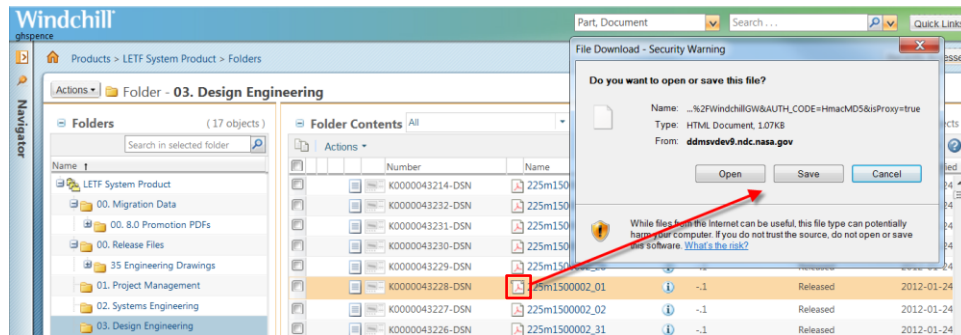 Windchill
ghspence
Part, Document
Search . . .
Quick Links
Products > LETF System Product > Folders
Navigator
Actions
Folder - 03. Design Engineering
Folders
(17 objects)
Search in selected folder
Name
LETF System Product
00. Migration Data
00. 8.0 Promotion PDFs
00. Release Files
35 Engineering Drawings
01. Project Management
02. Systems Engineering
03. Design Engineering
Folder Contents
All
Actions
Number
Name
K0000043214-DSN
K0000043232-DSN
K0000043231-DSN
K0000043230-DSN
K0000043229-DSN
K0000043228-DSN 225m1500002_01 -.1 Released 2012-01-24
K0000043227-DSN 225m1500002_02 -.1 Released 2012-01-24
K0000043226-DSN 225m1500002_31 -.1 Released 2012-01-24
File Download - Security Warning
Do you want to open or save this file?
Name: ...%2FWindchillGW&AUTH_CODE=HmacMD5&isProxy=true
Type: HTML Document, 1.07KB
From: ddmsvdev9.ndc.nasa.gov
Open
Save
Cancel
While files from the Internet can be useful, this file type can potentially
harm your computer. If you do not trust the source, do not open or save
this software. What's the risk?